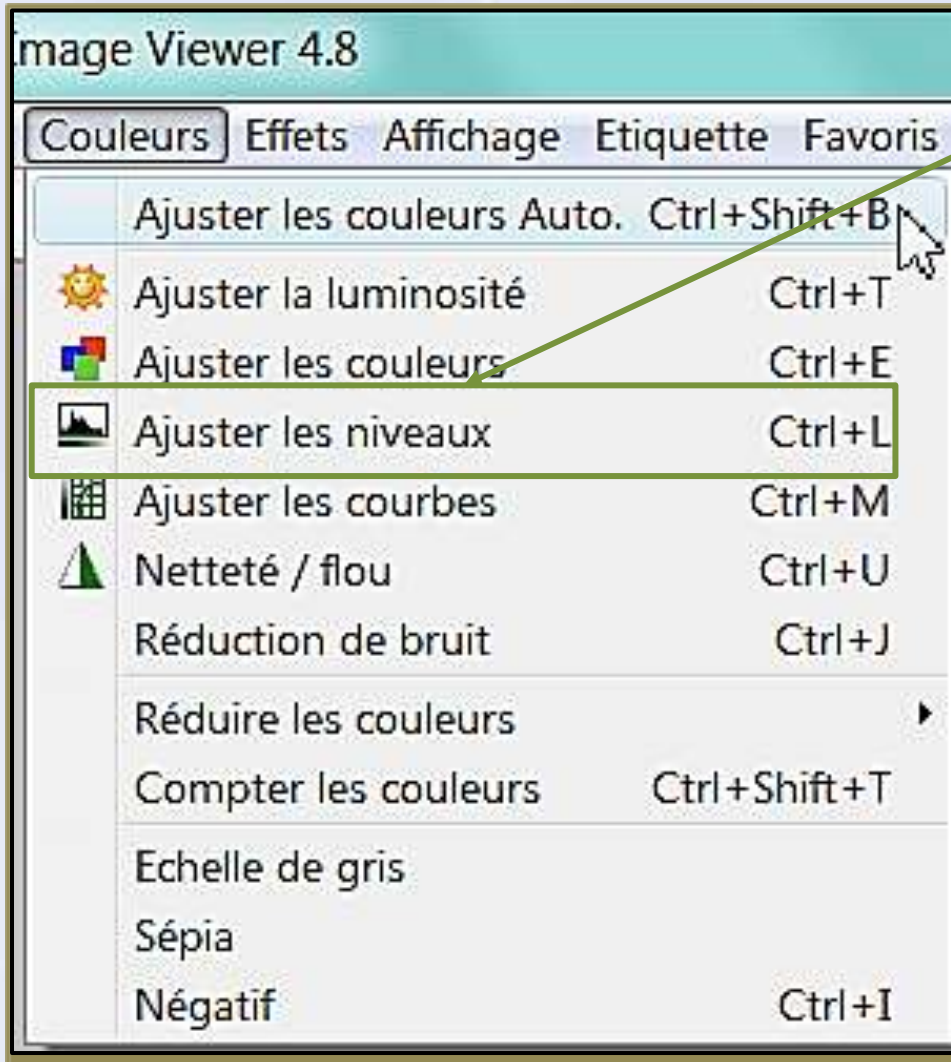 Image Viewer 4.8
Couleurs Effets Affichage Etiquette Favoris
Ajuster les couleurs Auto. Ctrl+Shift+B
Ajuster la luminosité Ctrl+T
Ajuster les couleurs Ctrl+E
Ajuster les niveaux Ctrl+L
Ajuster les courbes Ctrl+M
Netteté / flou Ctrl+U
Réduction de bruit Ctrl+J
Réduire les couleurs
Compter les couleurs Ctrl+Shift+T
Echelle de gris
Sépia
Négatif Ctrl+I